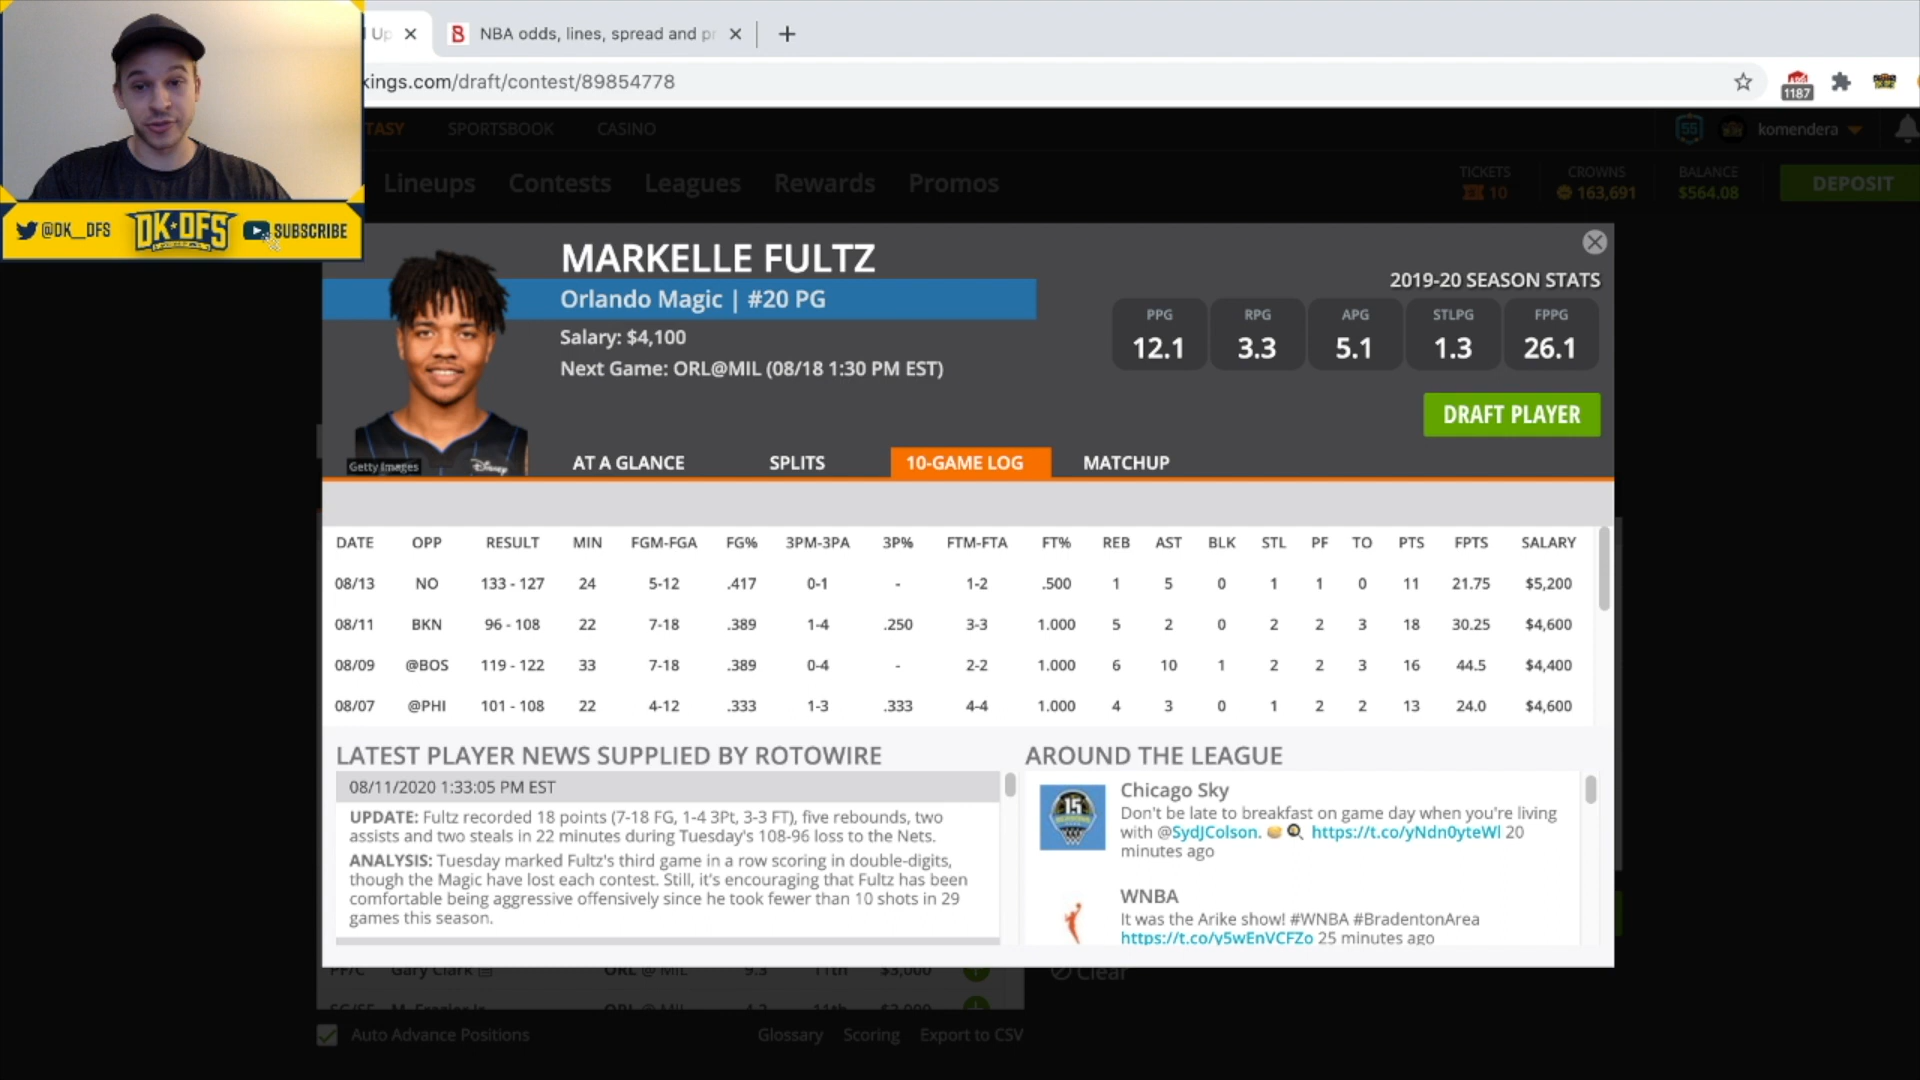 Up
NBA odds, lines, spread and pr
kings.com/draft/contest/89854778
1187
TASY SPORTSBOOK CASINO
55 komendera
Lineups Contests Leagues Rewards Promos
TICKETS 10
CROWNS 163,691
BALANCE $564.08
DEPOSIT
@DK__DFS DK DFS SUBSCRIBE
MARKELLE FULTZ
Orlando Magic | #20 PG
Salary: $4,100
Next Game: ORL@MIL (08/18 1:30 PM EST)
2019-20 SEASON STATS
PPG RPG APG STLPG FPPG
12.1 3.3 5.1 1.3 26.1
DRAFT PLAYER
Disney
Getty Images
AT A GLANCE SPLITS 10-GAME LOG MATCHUP
DATE OPP RESULT MIN FGM-FGA FG% 3PM-3PA 3P% FTM-FTA FT% REB AST BLK STL PF TO PTS FPTS SALARY
08/13 NO 133 - 127 24 5-12 .417 0-1 - 1-2 .500 1 5 0 1 1 0 11 21.75 $5,200
08/11 BKN 96 - 108 22 7-18 .389 1-4 .250 3-3 1.000 5 2 0 2 2 3 18 30.25 $4,600
08/09 @BOS 119 - 122 33 7-18 .389 0-4 - 2-2 1.000 6 10 1 2 2 3 16 44.5 $4,400
08/07 @PHI 101 - 108 22 4-12 .333 1-3 .333 4-4 1.000 4 3 0 1 2 2 13 24.0 $4,600
LATEST PLAYER NEWS SUPPLIED BY ROTOWIRE
08/11/2020 1:33:05 PM EST
UPDATE: Fultz recorded 18 points (7-18 FG, 1-4 3Pt, 3-3 FT), five rebounds, two
assists and two steals in 22 minutes during Tuesday's 108-96 loss to the Nets.
ANALYSIS: Tuesday marked Fultz's third game in a row scoring in double-digits,
though the Magic have lost each contest. Still, it's encouraging that Fultz has been
comfortable being aggressive offensively since he took fewer than 10 shots in 29
games this season.
AROUND THE LEAGUE
15
Chicago Sky
Don't be late to breakfast on game day when you're living
with @SydJColson. https://t.co/yNdn0yteWl 20
minutes ago
WNBA
It was the Arike show! #WNBA #BradentonArea
https://t.co/y5wEnVCFZo 25 minutes ago
PF/C Gary Clark ORL @ MIL 9.3 11th $3,000
Clear
Auto Advance Positions
Glossary Scoring Export to CSV